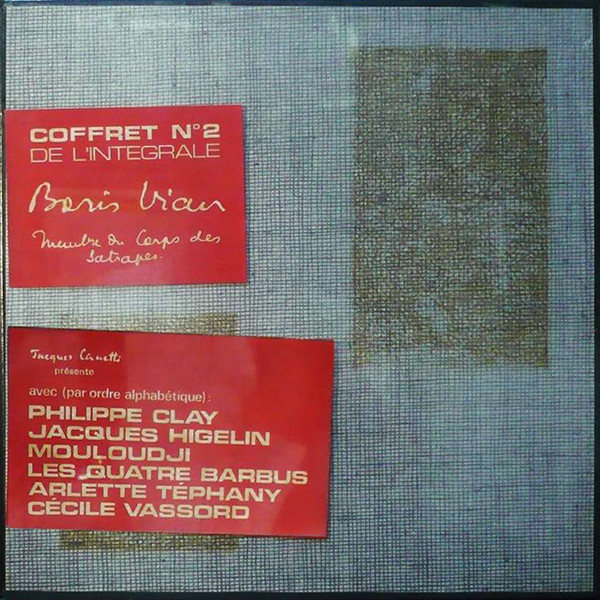 COFFRET N°2
DE L'INTEGRALE
Boris Vian
Membre du Corps des
Satrapes.
Jacques Canetti
présente
avec (par ordre alphabétique) :
PHILIPPE CLAY
JACQUES HIGELIN
MOULOUDJI
LES QUATRE BARBUS
ARLETTE TÉPHANY
CÉCILE VASSORD